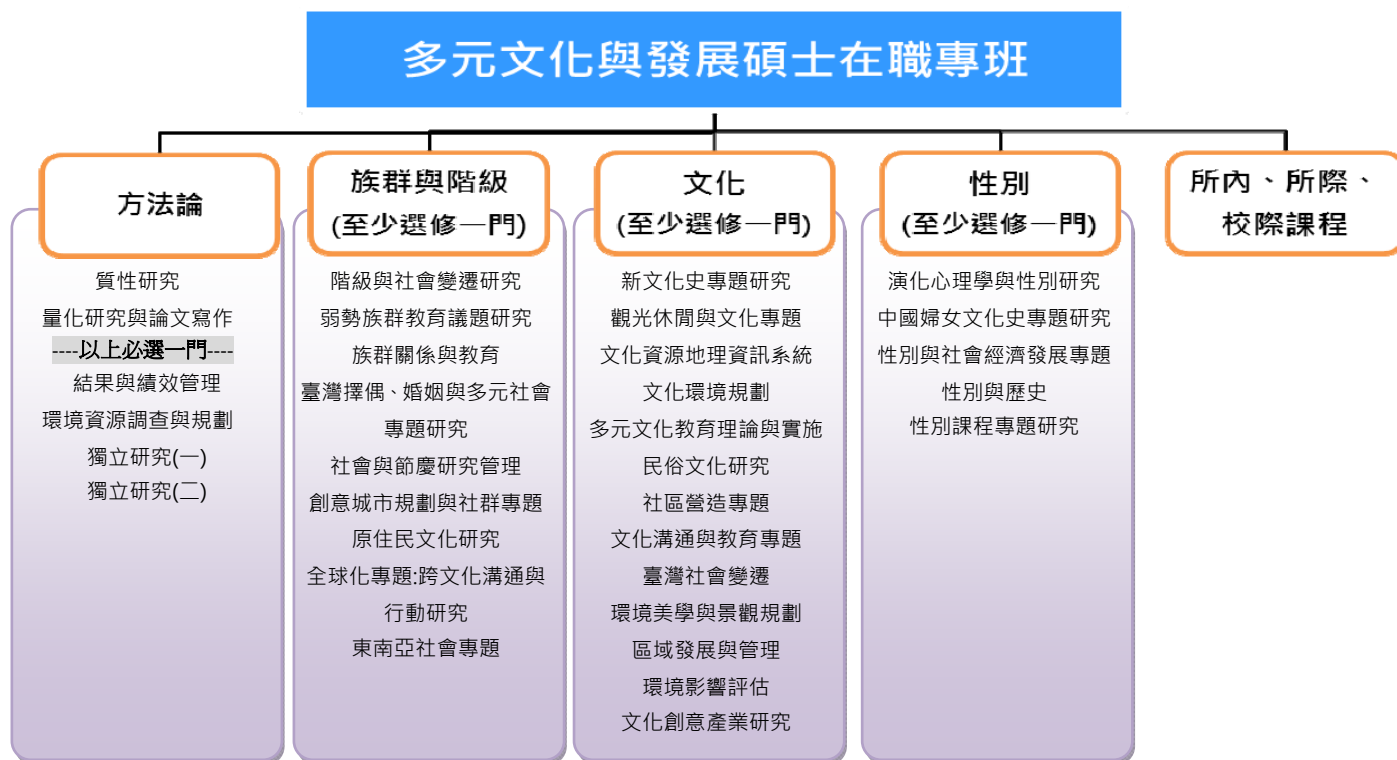 多元文化與發展碩士在職專班
方法論
質性研究
量化研究與論文寫作
----以上必選一門----
結果與績效管理
環境資源調查與規劃
獨立研究(一)
獨立研究(二)
族群與階級
(至少選修一門)
階級與社會變遷研究
弱勢族群教育議題研究
族群關係與教育
臺灣擇偶、婚姻與多元社會
專題研究
社會與節慶研究管理
創意城市規劃與社群專題
原住民文化研究
全球化專題:跨文化溝通與
行動研究
東南亞社會專題
文化
(至少選修一門)
新文化史專題研究
觀光休閒與文化專題
文化資源地理資訊系統
文化環境規劃
多元文化教育理論與實施
民俗文化研究
社區營造專題
文化溝通與教育專題
臺灣社會變遷
環境美學與景觀規劃
區域發展與管理
環境影響評估
文化創意產業研究
性別
(至少選修一門)
演化心理學與性別研究
中國婦女文化史專題研究
性別與社會經濟發展專題
性別與歷史
性別課程專題研究
所內、所際、
校際課程